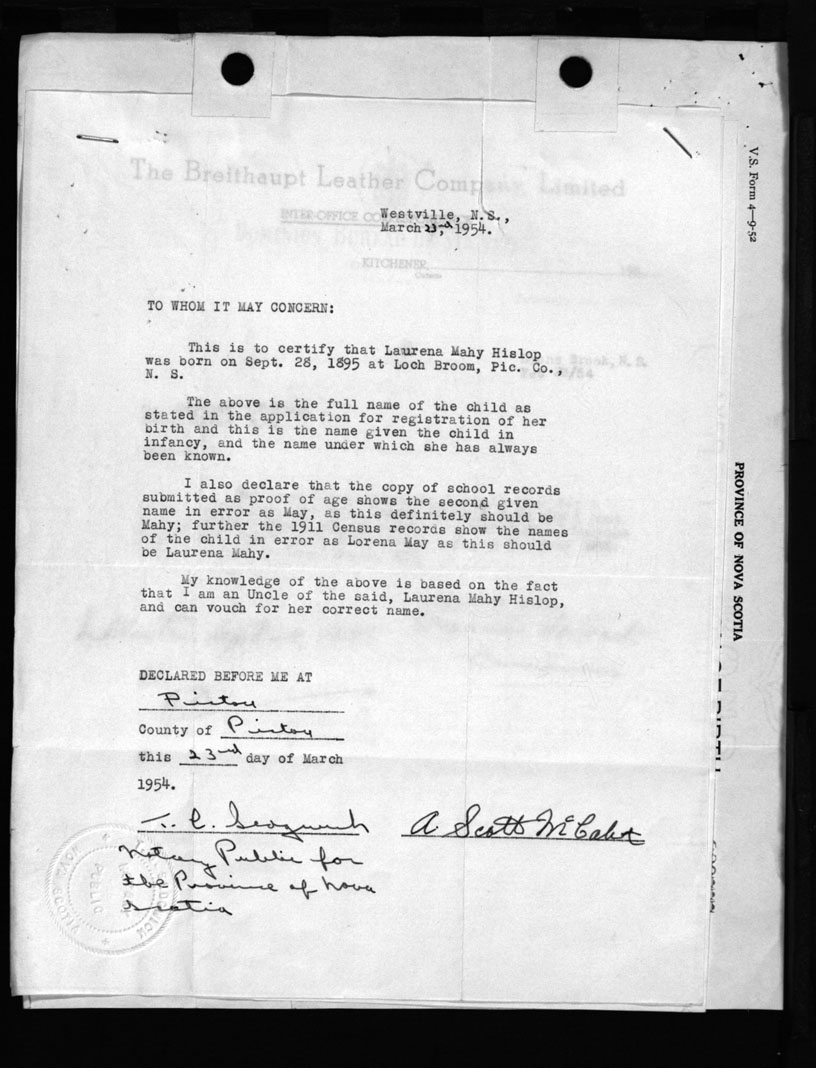 The Breithaupt Leather Company Limited
INTER-OFFICE
KITCHENER
Westville, N.S.,
March 23rd, 1954.
TO WHOM IT MAY CONCERN:
This is to certify that Laurena Mahy Hislop
was born on Sept. 28, 1895 at Loch Broom, Pic. Co.,
N. S.
The above is the full name of the child as
stated in the application for registration of her
birth and this is the name given the child in
infancy, and the name under which she has always
been known.
I also declare that the copy of school records
submitted as proof of age shows the second given
name in error as May, as this definitely should be
Mahy; further the 1911 Census records show the names
of the child in error as Lorena May as this should
be Laurena Mahy.
My knowledge of the above is based on the fact
that I am an Uncle of the said, Laurena Mahy Hislop,
and can vouch for her correct name.
DECLARED BEFORE ME AT
Pictou
County of Pictou
this 23rd day of March
1954.
A Scott McCabe
Notary Public for
the Province of Nova
Scotia
NOVA SCOTIA
PUBLIC
V.S. Form 4—9-52
PROVINCE OF NOVA SCOTIA